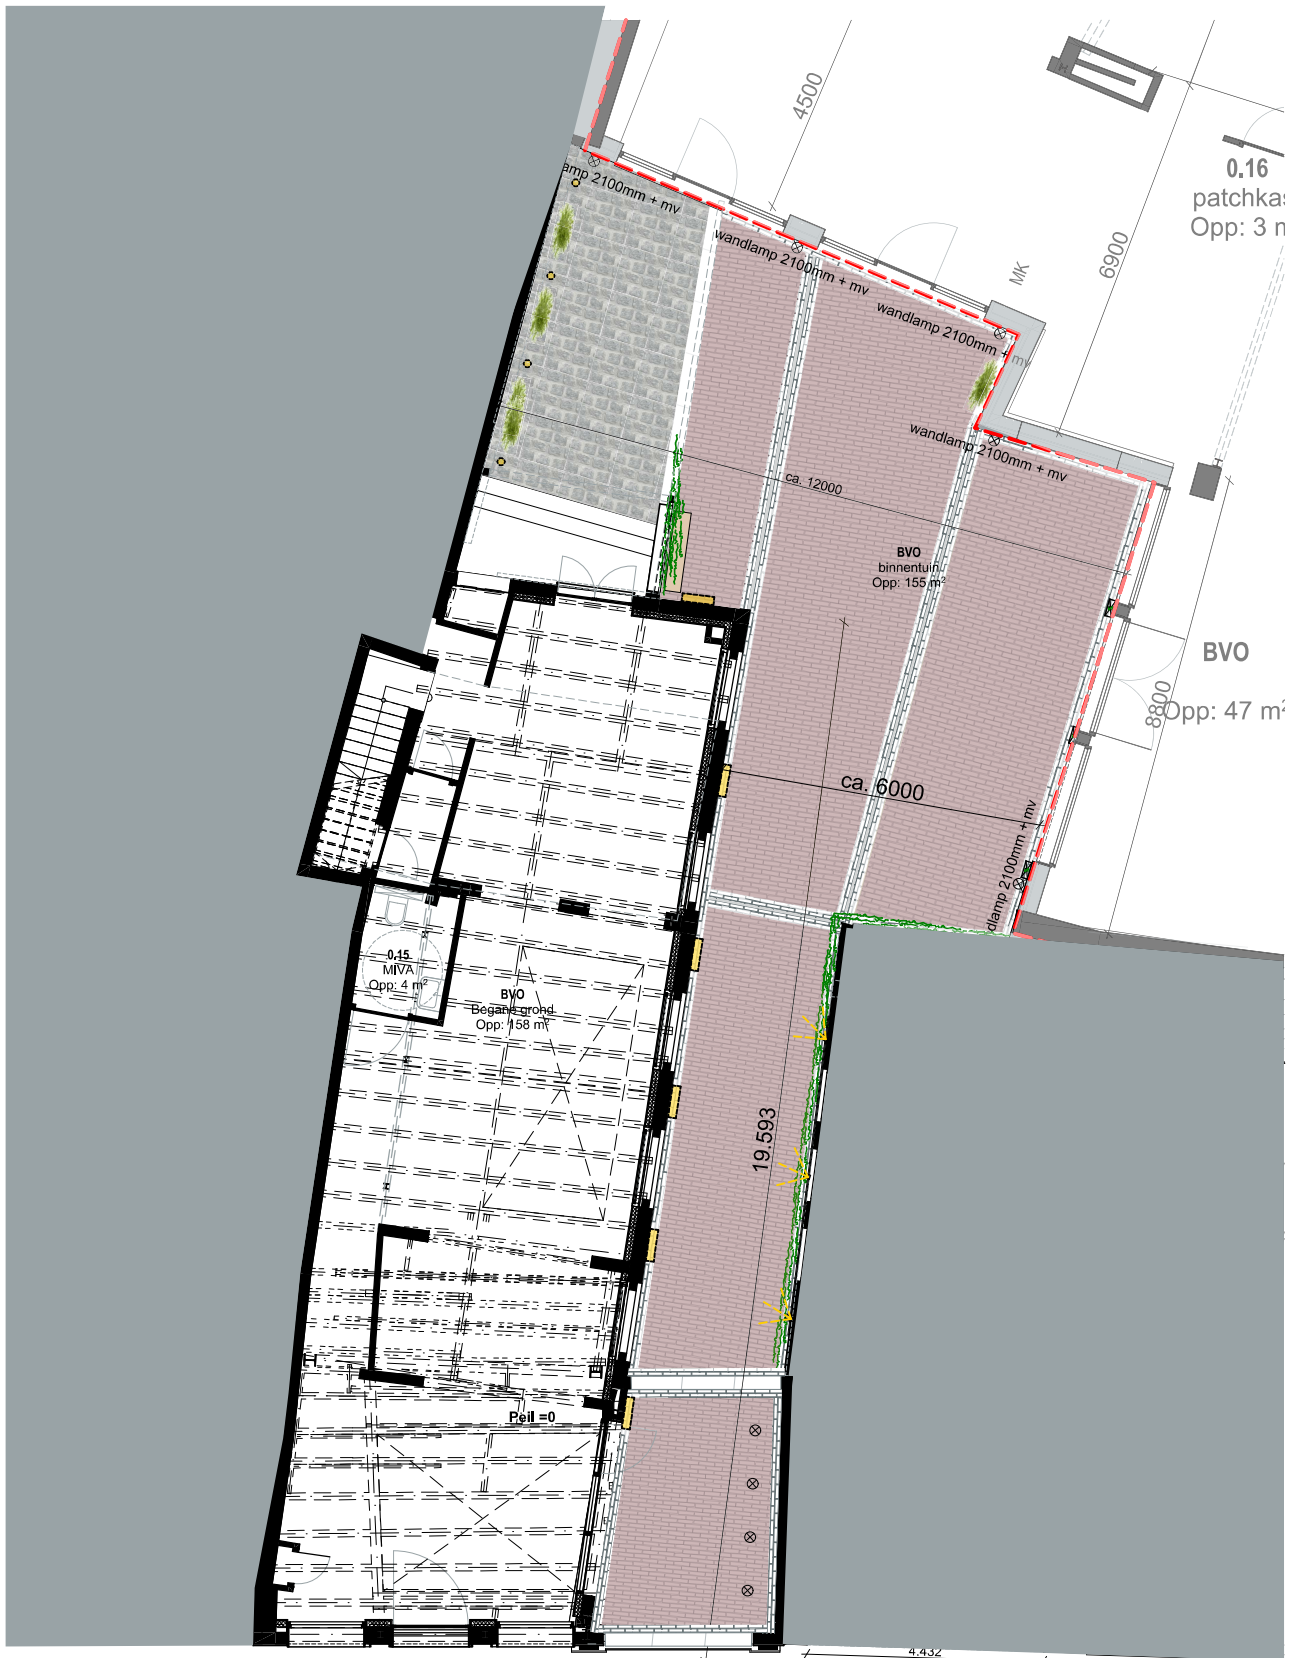 4500
0.16
patchka
Opp: 3
amp 2100mm + mv
wandlamp 2100mm + mv
6900
MK
wandlamp 2100mm + mv
wandlamp 2100mm + mv
ca. 12000
BVO
binnentuin
Opp: 155 m²
BVO
Opp: 47 m²
8800
ca. 6000
dlamp 2100mm + mv
0.15
MIVA
Opp: 4 m²
BVO
Begane grond
Opp: 158 m²
19.593
Peil =0
4.432